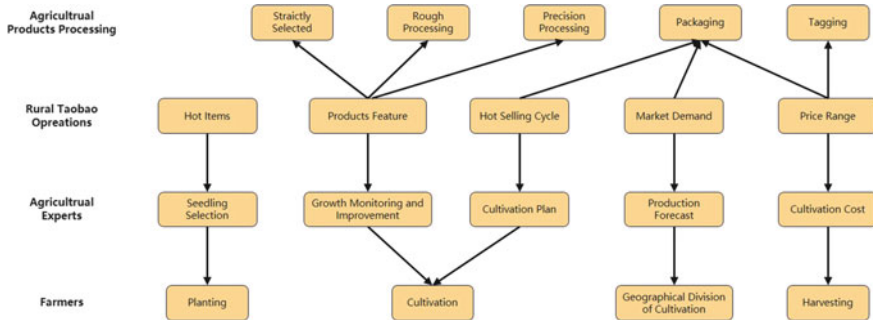 Agricultrual
Products Processing
Straictly
Selected
Rough
Processing
Precision
Processing
Packaging
Tagging
Rural Taobao
Opreations
Hot Items
Products Feature
Hot Selling Cycle
Market Demand
Price Range
Agricultrual
Experts
Seedling
Selection
Growth Monitoring and
Improvement
Cultivation Plan
Production
Forecast
Cultivation Cost
Farmers
Planting
Cultivation
Geographical Division
of Cultivation
Harvesting